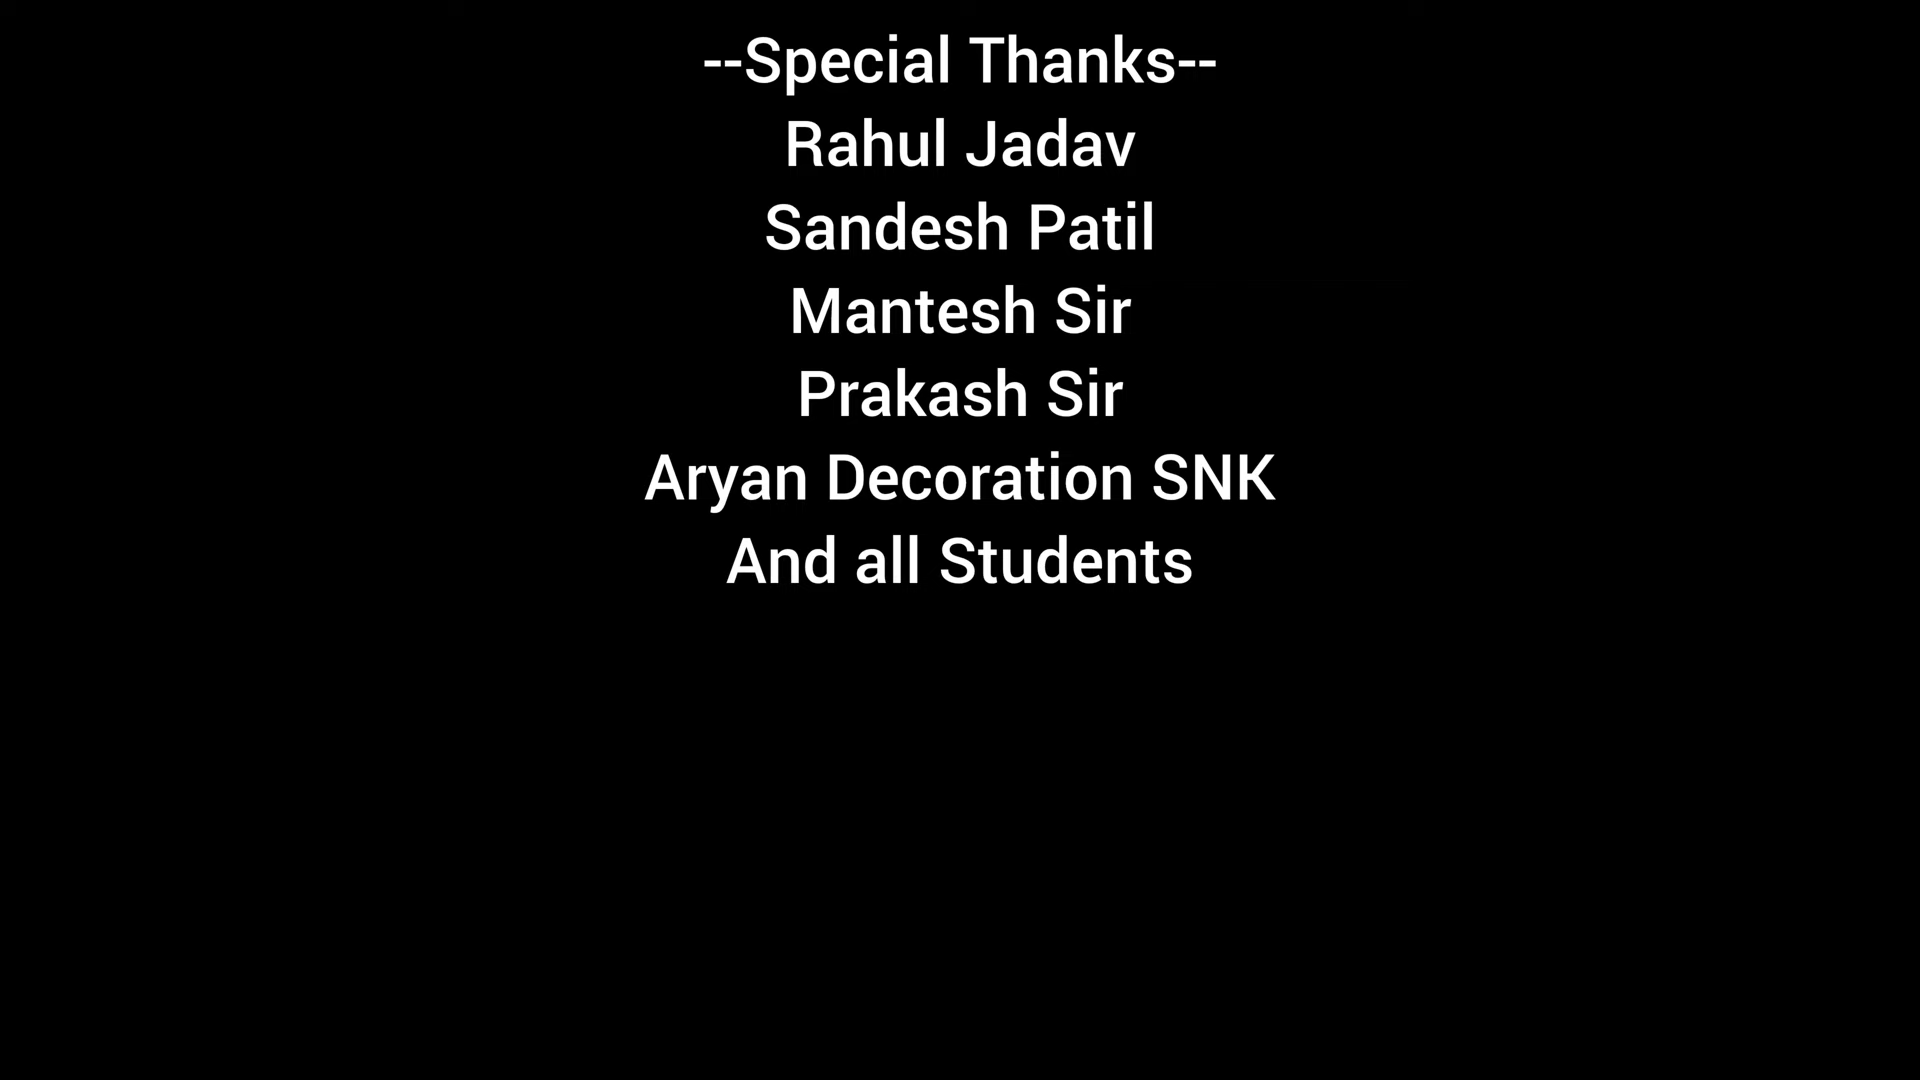 --Special Thanks--
Rahul Jadav
Sandesh Patil
Mantesh Sir
Prakash Sir
Aryan Decoration SNK
And all Students